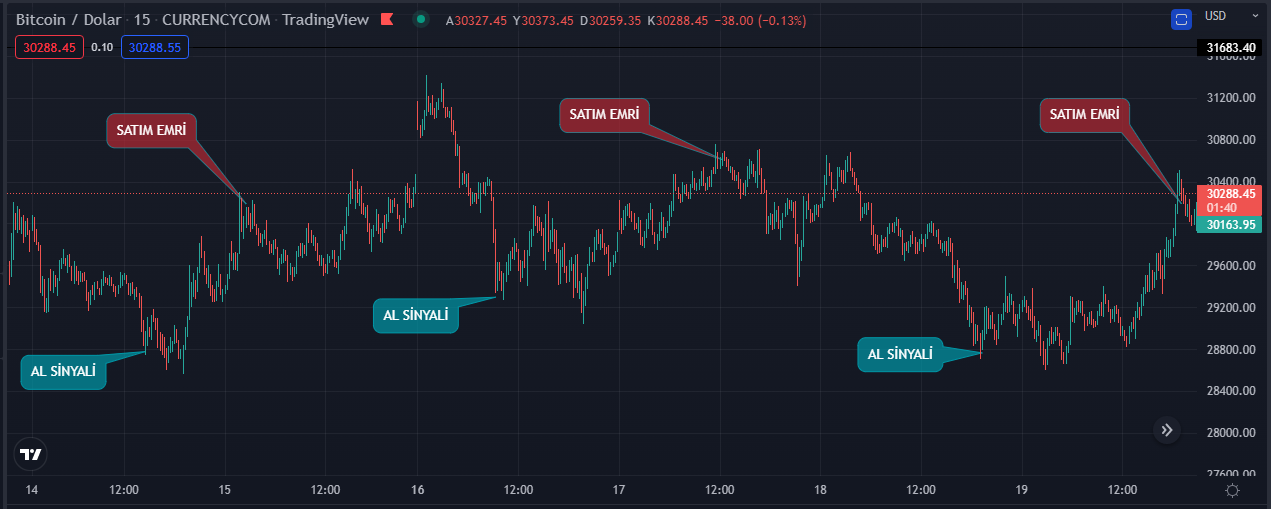 Bitcoin / Dolar · 15 · CURRENCYCOM · TradingView
A30327.45 Y30373.45 D30259.35 K30288.45 −38.00 (−0.13%)
USD
30288.45 0.10 30288.55
31683.40
31600.00
31200.00
SATIM EMRİ
SATIM EMRİ
SATIM EMRİ
30800.00
30400.00
30288.45
01:40
30163.95
29600.00
29200.00
AL SİNYALİ
AL SİNYALİ
AL SİNYALİ
28800.00
28400.00
28000.00
27600.00
14 12:00 15 12:00 16 12:00 17 12:00 18 12:00 19 12:00